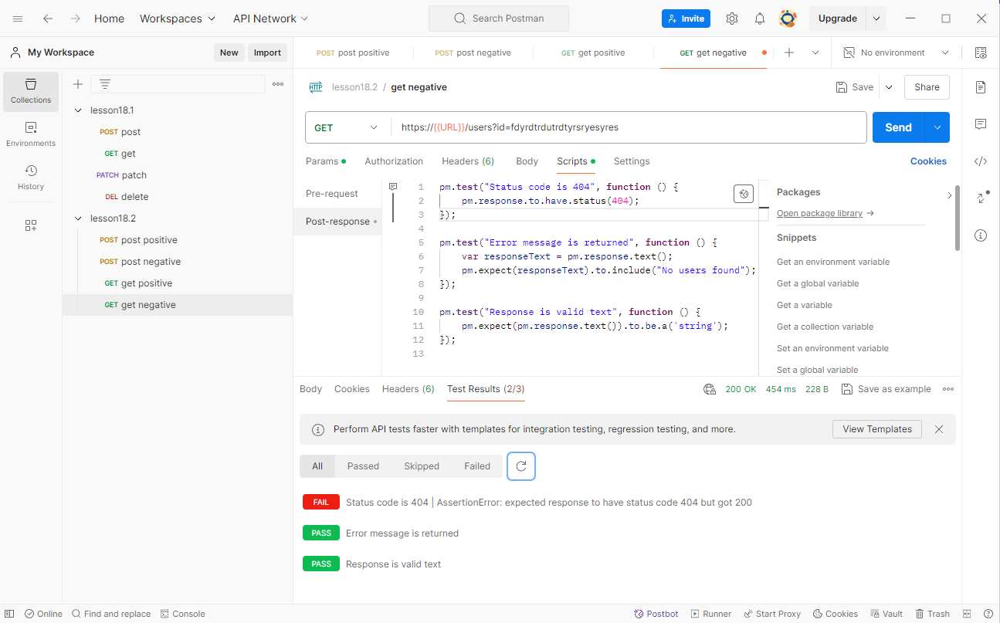 Home Workspaces API Network Search Postman Invite Upgrade
My Workspace New Import POST post positive POST post negative GET get positive GET get negative No environment
Collections
Environments
History
lesson18.1
POST post
GET get
PATCH patch
DEL delete
lesson18.2
POST post positive
POST post negative
GET get positive
GET get negative
HTTP lesson18.2 / get negative Save Share
GET https://{{URL}}/users?id=fdyrdtrdutrdtyrsryesyres Send
Params Authorization Headers (6) Body Scripts Settings Cookies
Pre-request
Post-response
1 pm.test("Status code is 404", function () {
2 pm.response.to.have.status(404);
3 });
4
5 pm.test("Error message is returned", function () {
6 var responseText = pm.response.text();
7 pm.expect(responseText).to.include("No users found");
8 });
9
10 pm.test("Response is valid text", function () {
11 pm.expect(pm.response.text()).to.be.a('string');
12 });
13
Packages
Open package library →
Snippets
Get an environment variable
Get a global variable
Get a variable
Get a collection variable
Set an environment variable
Set a global variable
Body Cookies Headers (6) Test Results (2/3) 200 OK 454 ms 228 B Save as example
Perform API tests faster with templates for integration testing, regression testing, and more. View Templates
All Passed Skipped Failed
FAIL Status code is 404 | AssertionError: expected response to have status code 404 but got 200
PASS Error message is returned
PASS Response is valid text
Online Find and replace Console Postbot Runner Start Proxy Cookies Vault Trash